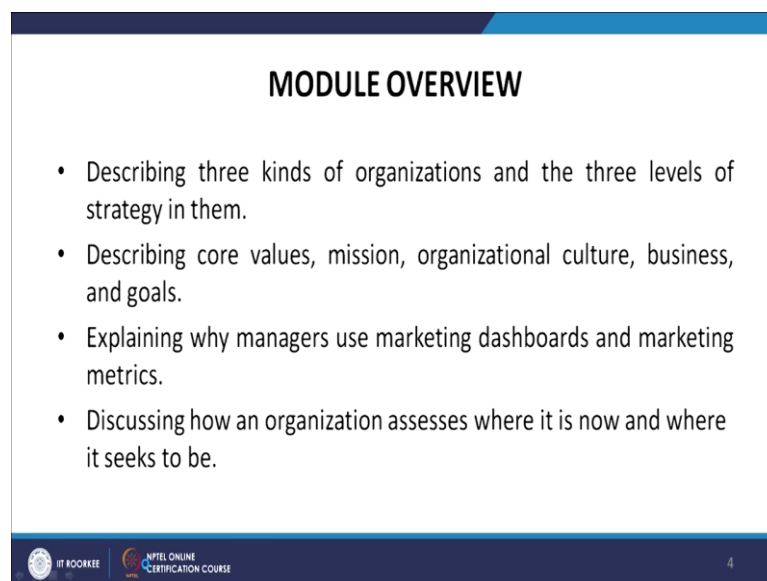 MODULE OVERVIEW
• Describing three kinds of organizations and the three levels of
strategy in them.
• Describing core values, mission, organizational culture, business,
and goals.
• Explaining why managers use marketing dashboards and marketing
metrics.
• Discussing how an organization assesses where it is now and where
it seeks to be.
IIT ROORKEE
NPTEL ONLINE
CERTIFICATION COURSE
4